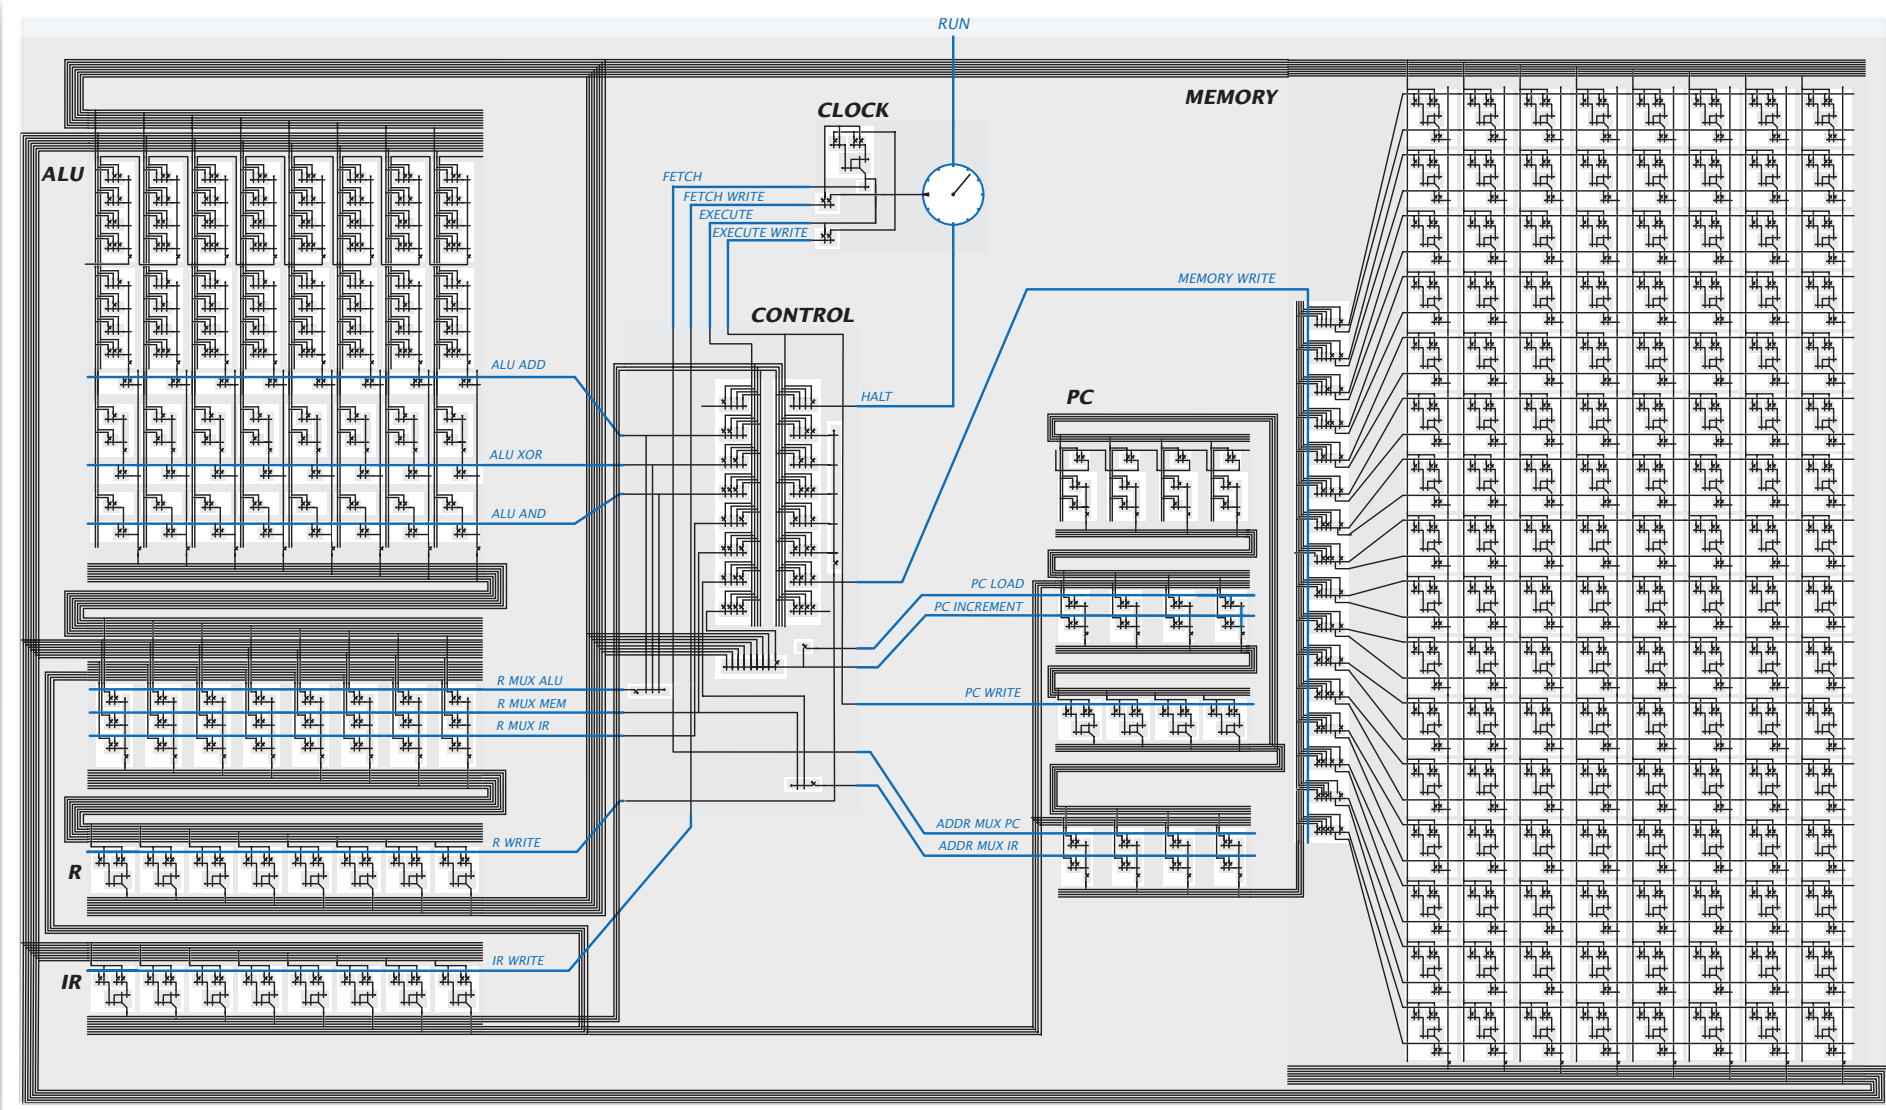 RUN
MEMORY
CLOCK
ALU
FETCH
FETCH WRITE
EXECUTE
EXECUTE WRITE
MEMORY WRITE
CONTROL
ALU ADD
HALT
PC
ALU XOR
ALU AND
PC LOAD
PC INCREMENT
R MUX ALU
R MUX MEM
R MUX IR
PC WRITE
ADDR MUX PC
ADDR MUX IR
R WRITE
R
IR WRITE
IR